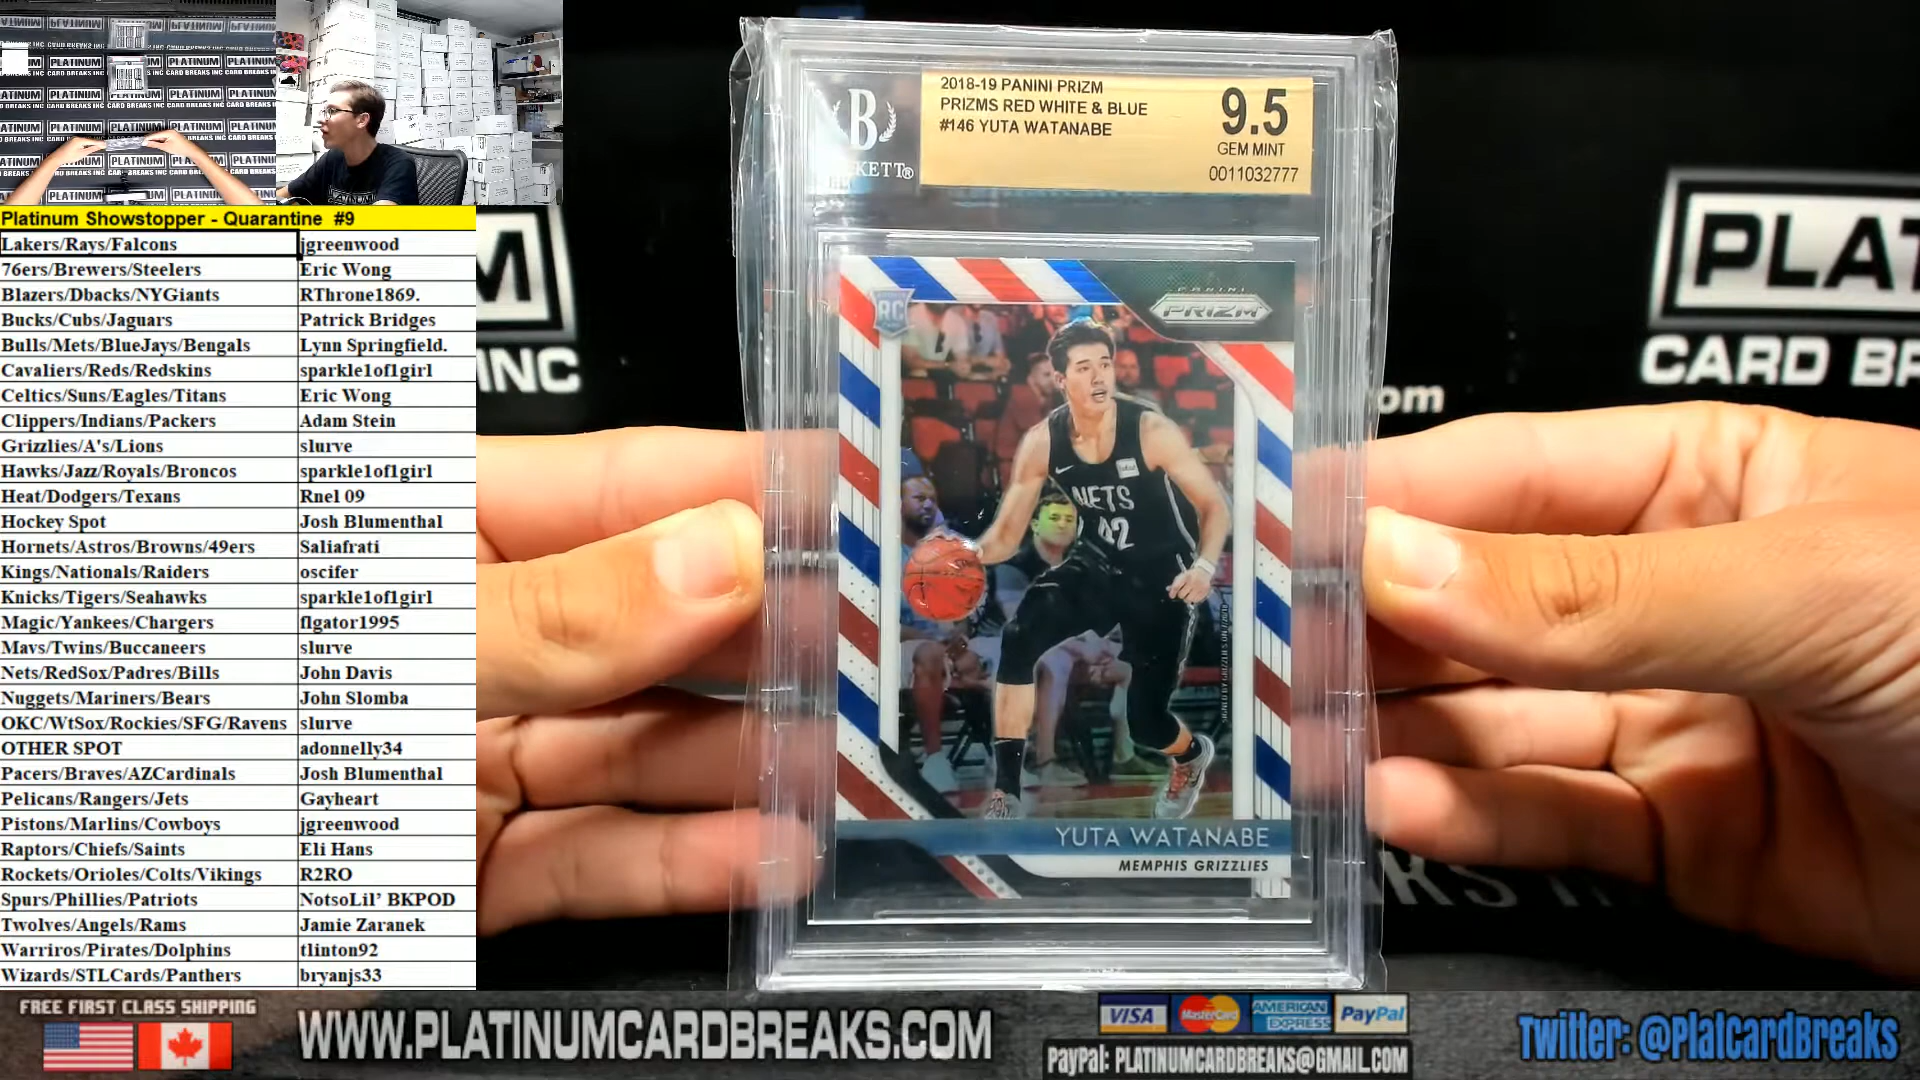 Platinum Showstopper - Quarantine #9
Lakers/Rays/Falcons jgreenwood
76ers/Brewers/Steelers Eric Wong
Blazers/Dbacks/NYGiants RThrone1869.
Bucks/Cubs/Jaguars Patrick Bridges
Bulls/Mets/BlueJays/Bengals Lynn Springfield.
Cavaliers/Reds/Redskins sparkle1of1girl
Celtics/Suns/Eagles/Titans Eric Wong
Clippers/Indians/Packers Adam Stein
Grizzlies/A's/Lions slurve
Hawks/Jazz/Royals/Broncos sparkle1of1girl
Heat/Dodgers/Texans Rnel 09
Hockey Spot Josh Blumenthal
Hornets/Astros/Browns/49ers Saliafrati
Kings/Nationals/Raiders oscifer
Knicks/Tigers/Seahawks sparkle1of1girl
Magic/Yankees/Chargers flgator1995
Mavs/Twins/Buccaneers slurve
Nets/RedSox/Padres/Bills John Davis
Nuggets/Mariners/Bears John Slomba
OKC/WtSox/Rockies/SFG/Ravens slurve
OTHER SPOT adonnelly34
Pacers/Braves/AZCardinals Josh Blumenthal
Pelicans/Rangers/Jets Gayheart
Pistons/Marlins/Cowboys jgreenwood
Raptors/Chiefs/Saints Eli Hans
Rockets/Orioles/Colts/Vikings R2RO
Spurs/Phillies/Patriots NotsoLil’ BKPOD
Twolves/Angels/Rams Jamie Zaranek
Warriros/Pirates/Dolphins tlinton92
Wizards/STLCards/Panthers bryanjs33
2018-19 PANINI PRIZM
PRIZMS RED WHITE & BLUE
#146 YUTA WATANABE
9.5
GEM MINT
0011032777
B
RC
PANINI
PRIZM
NETS
42
YUTA WATANABE
MEMPHIS GRIZZLIES
INC
om
CARD BR
FREE FIRST CLASS SHIPPING
WWW.PLATINUMCARDBREAKS.COM
VISA MasterCard AMERICAN EXPRESS PayPal
PayPal: PLATINUMCARDBREAKS@GMAIL.COM
Twitter: @PlatCardBreaks